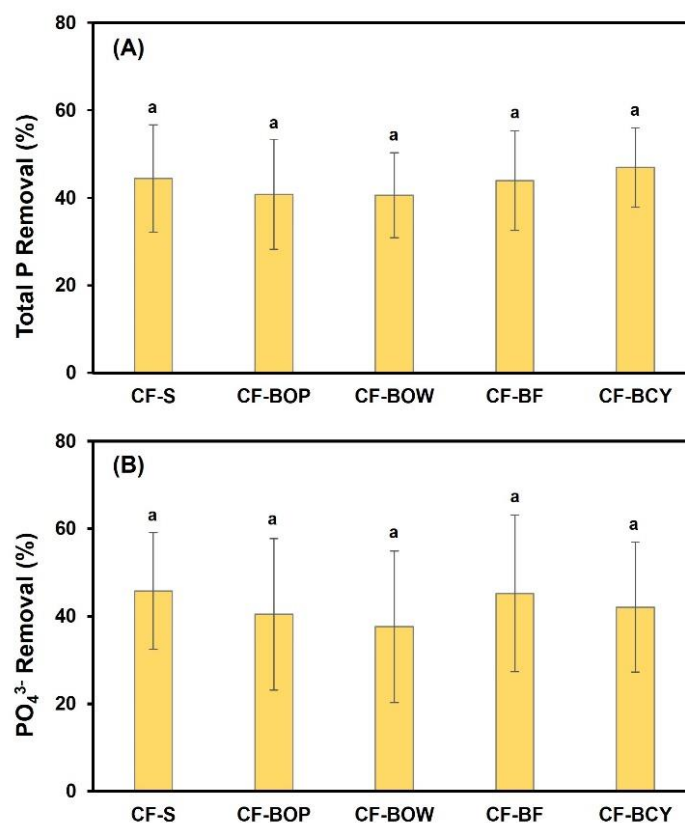 80
(A)
a a a a a
60
40
20
0
Total P Removal (%)
CF-S CF-BOP CF-BOW CF-BF CF-BCY
80
(B)
a a a a a
60
40
20
0
PO₄³⁻ Removal (%)
CF-S CF-BOP CF-BOW CF-BF CF-BCY